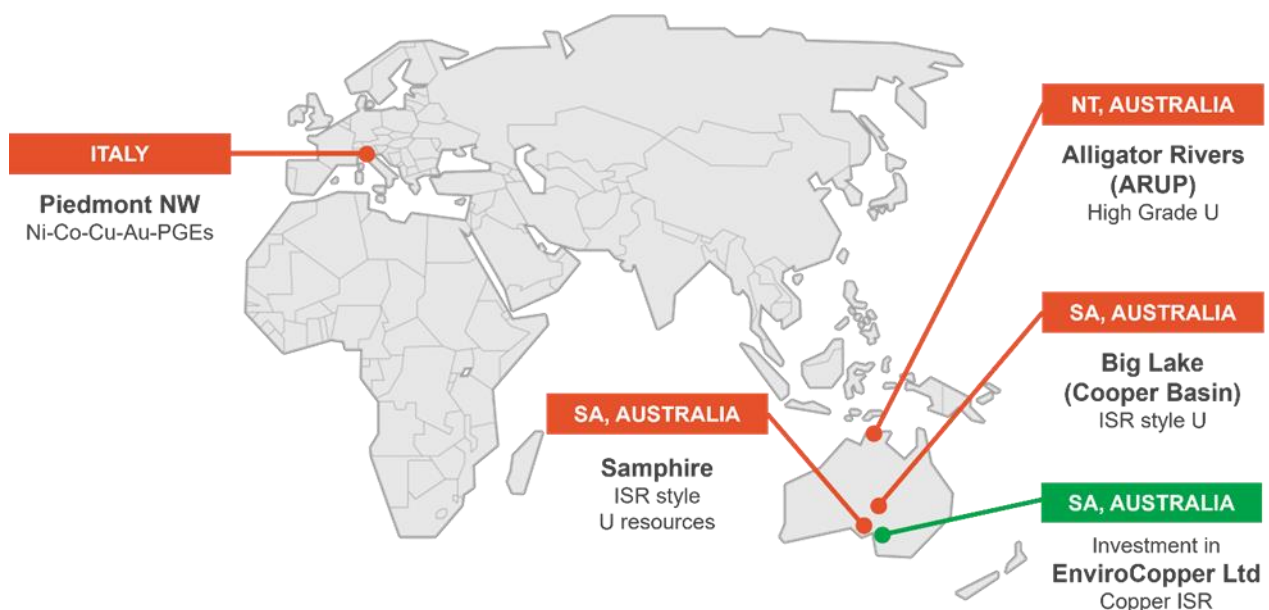 ITALY
Piedmont NW
Ni-Co-Cu-Au-PGEs
NT, AUSTRALIA
Alligator Rivers
(ARUP)
High Grade U
SA, AUSTRALIA
Big Lake
(Cooper Basin)
ISR style U
SA, AUSTRALIA
Samphire
ISR style
U resources
SA, AUSTRALIA
Investment in
EnviroCopper Ltd
Copper ISR